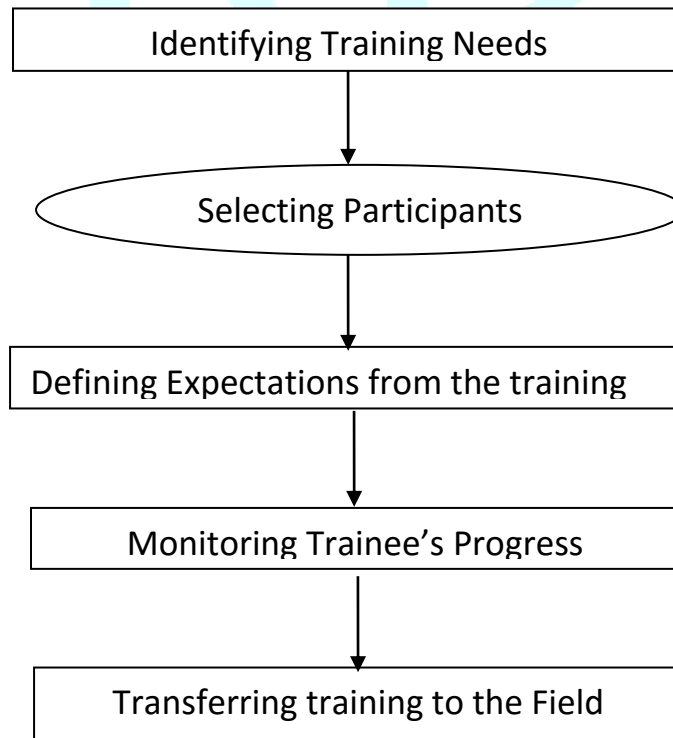 Identifying Training Needs
Selecting Participants
Defining Expectations from the training
Monitoring Trainee’s Progress
Transferring training to the Field